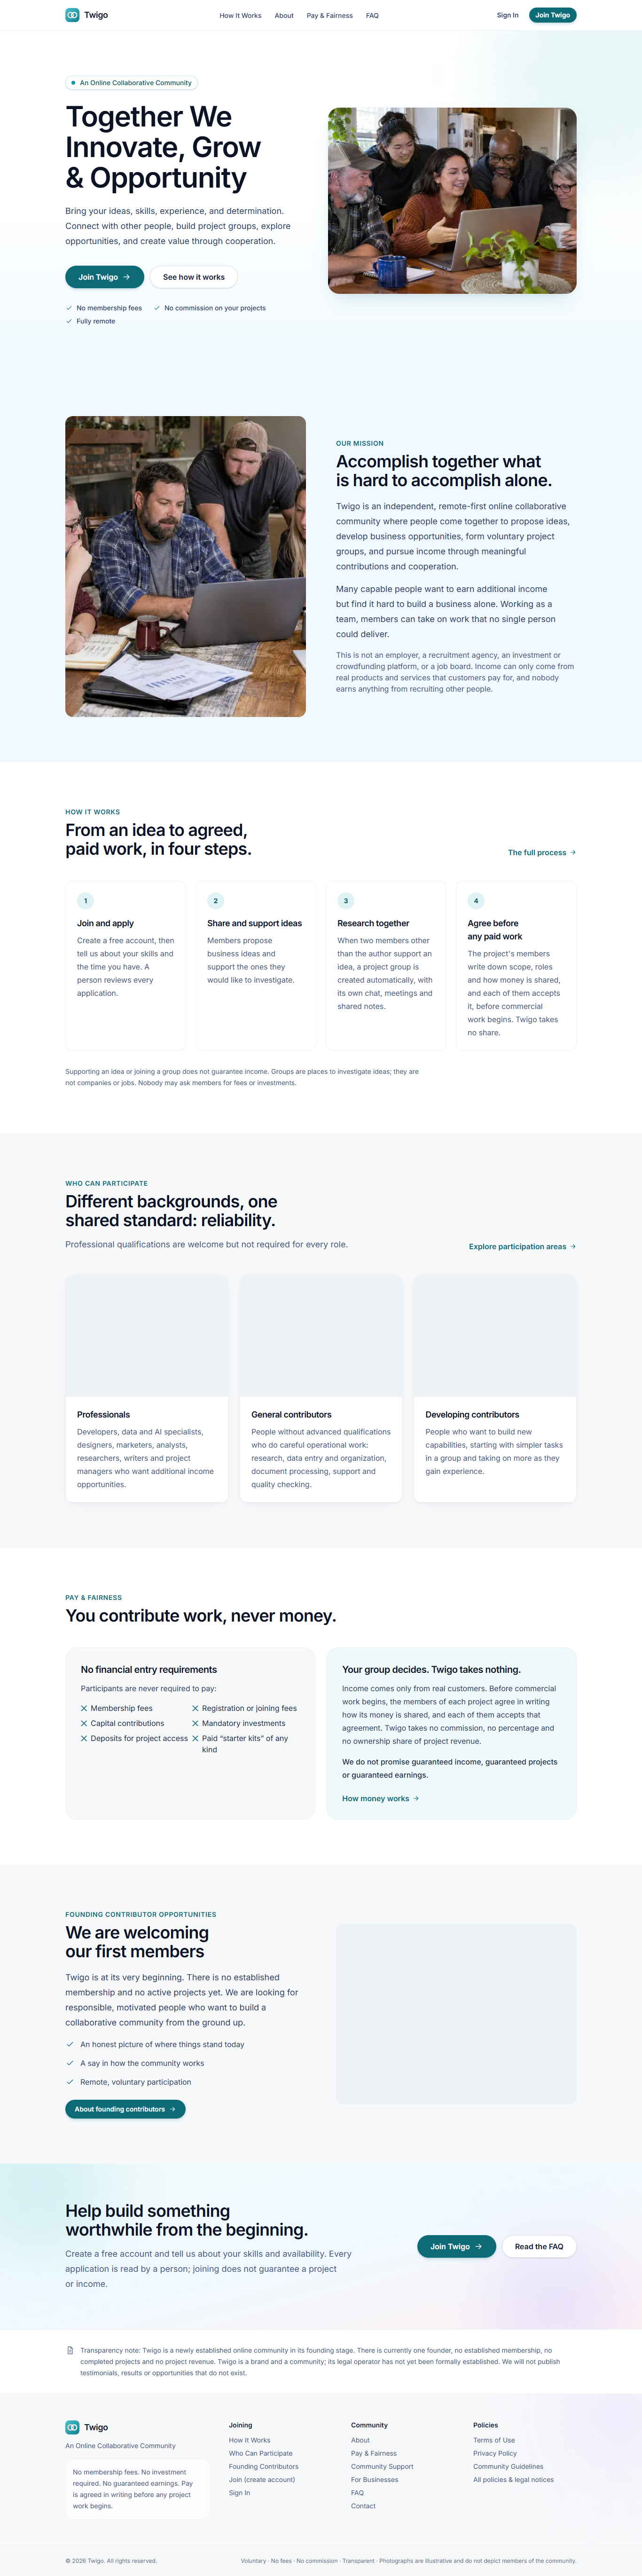 Twigo
How It Works
About
Pay & Fairness
FAQ
Sign In
Join Twigo
An Online Collaborative Community
Together We
Innovate, Grow
& Opportunity
Bring your ideas, skills, experience, and determination.
Connect with other people, build project groups, explore
opportunities, and create value through cooperation.
Join Twigo →
See how it works
No membership fees
No commission on your projects
Fully remote
OUR MISSION
Accomplish together what
is hard to accomplish alone.
Twigo is an independent, remote-first online collaborative
community where people come together to propose ideas,
develop business opportunities, form voluntary project
groups, and pursue income through meaningful
contributions and cooperation.
Many capable people want to earn additional income
but find it hard to build a business alone. Working as a
team, members can take on work that no single person
could deliver.
This is not an employer, a recruitment agency, an investment or
crowdfunding platform, or a job board. Income can only come from
real products and services that customers pay for, and nobody
earns anything from recruiting other people.
HOW IT WORKS
From an idea to agreed,
paid work, in four steps.
The full process →
1
Join and apply
Create a free account, then
tell us about your skills and
the time you have. A
person reviews every
application.
2
Share and support ideas
Members propose
business ideas and
support the ones they
would like to investigate.
3
Research together
When two members other
than the author support an
idea, a project group is
created automatically, with
its own chat, meetings and
shared notes.
4
Agree before
any paid work
The project's members
write down scope, roles
and how money is shared,
and each of them accepts
it, before commercial
work begins. Twigo takes
no share.
Supporting an idea or joining a group does not guarantee income. Groups are places to investigate ideas; they are
not companies or jobs. Nobody may ask members for fees or investments.
WHO CAN PARTICIPATE
Different backgrounds, one
shared standard: reliability.
Professional qualifications are welcome but not required for every role.
Explore participation areas →
Professionals
Developers, data and AI specialists,
designers, marketers, analysts,
researchers, writers and project
managers who want additional income
opportunities.
General contributors
People without advanced qualifications
who do careful operational work:
research, data entry and organization,
document processing, support and
quality checking.
Developing contributors
People who want to build new
capabilities, starting with simpler tasks
in a group and taking on more as they
gain experience.
PAY & FAIRNESS
You contribute work, never money.
No financial entry requirements
Participants are never required to pay:
Membership fees
Registration or joining fees
Capital contributions
Mandatory investments
Deposits for project access
Paid “starter kits” of any
kind
Your group decides. Twigo takes nothing.
Income comes only from real customers. Before commercial
work begins, the members of each project agree in writing
how its money is shared, and each of them accepts that
agreement. Twigo takes no commission, no percentage and
no ownership share of project revenue.
We do not promise guaranteed income, guaranteed projects
or guaranteed earnings.
How money works →
FOUNDING CONTRIBUTOR OPPORTUNITIES
We are welcoming
our first members
Twigo is at its very beginning. There is no established
membership and no active projects yet. We are looking for
responsible, motivated people who want to build a
collaborative community from the ground up.
An honest picture of where things stand today
A say in how the community works
Remote, voluntary participation
About founding contributors →
Help build something
worthwhile from the beginning.
Create a free account and tell us about your skills and availability. Every
application is read by a person; joining does not guarantee a project
or income.
Join Twigo →
Read the FAQ
Transparency note: Twigo is a newly established online community in its founding stage. There is currently one founder, no established membership, no
completed projects and no project revenue. Twigo is a brand and a community; its legal operator has not yet been formally established. We will not publish
testimonials, results or opportunities that do not exist.
Twigo
An Online Collaborative Community
No membership fees. No investment
required. No guaranteed earnings. Pay
is agreed in writing before any project
work begins.
Joining
How It Works
Who Can Participate
Founding Contributors
Join (create account)
Sign In
Community
About
Pay & Fairness
Community Support
For Businesses
FAQ
Contact
Policies
Terms of Use
Privacy Policy
Community Guidelines
All policies & legal notices
© 2026 Twigo. All rights reserved.
Voluntary · No fees · No commission · Transparent · Photographs are illustrative and do not depict members of the community.